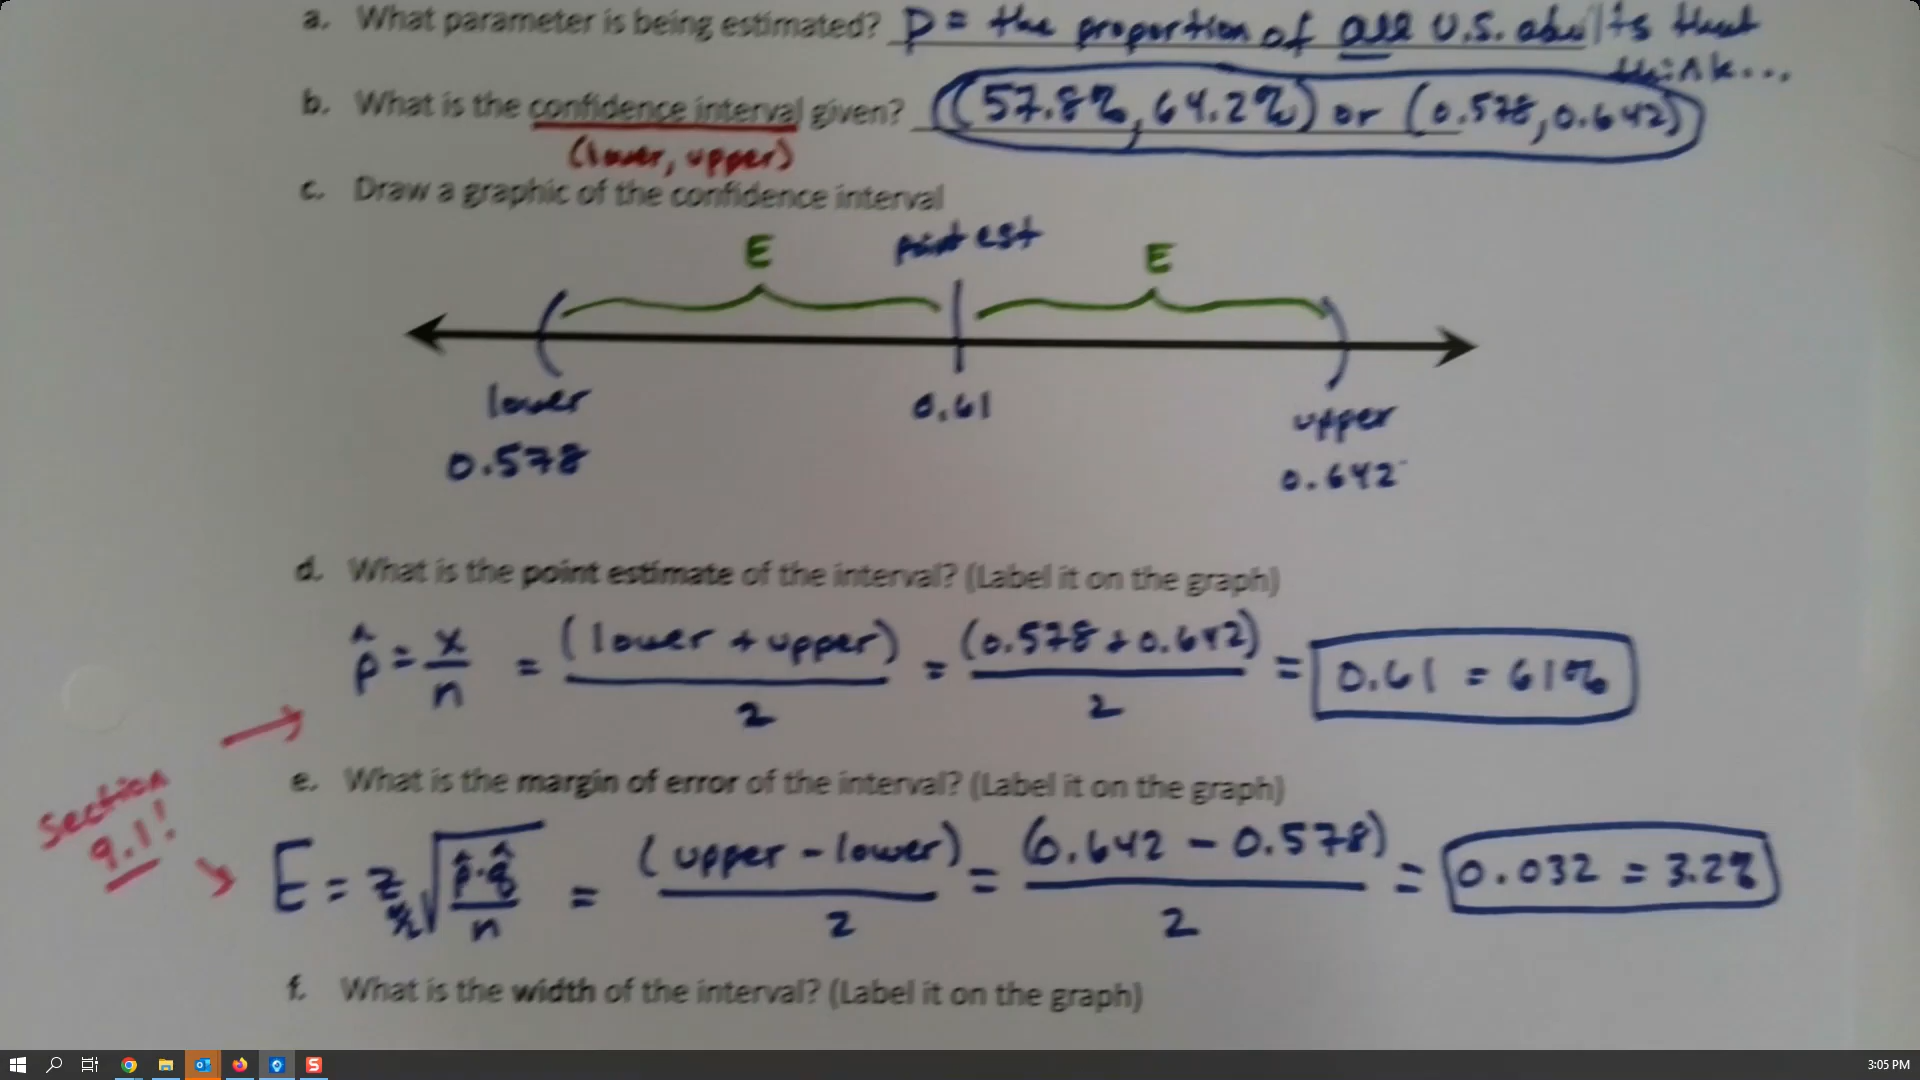 a. What parameter is being estimated? P = the proportion of all U.S. adults that
think...
b. What is the confidence interval given? (57.8%, 64.2%) or (0.578, 0.642)
(lower, upper)
c. Draw a graphic of the confidence interval
E point est E
lower 0.61 upper
0.578 0.642
d. What is the point estimate of the interval? (Label it on the graph)
p̂ = x/n = (lower + upper)/2 = (0.578 + 0.642)/2 = 0.61 = 61%
e. What is the margin of error of the interval? (Label it on the graph)
Section
9.1!
E = z_α/2 √(p̂·q̂/n) = (upper - lower)/2 = (0.642 - 0.578)/2 = 0.032 = 3.2%
f. What is the width of the interval? (Label it on the graph)
3:05 PM